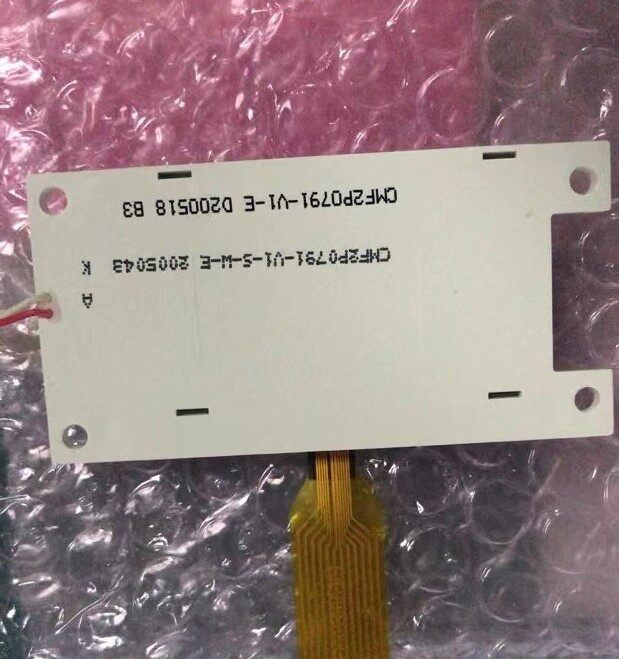 A
K
CMF2P0791-V1-S-W-E 2005043
CMF2P0791-V1-E D200518 B3